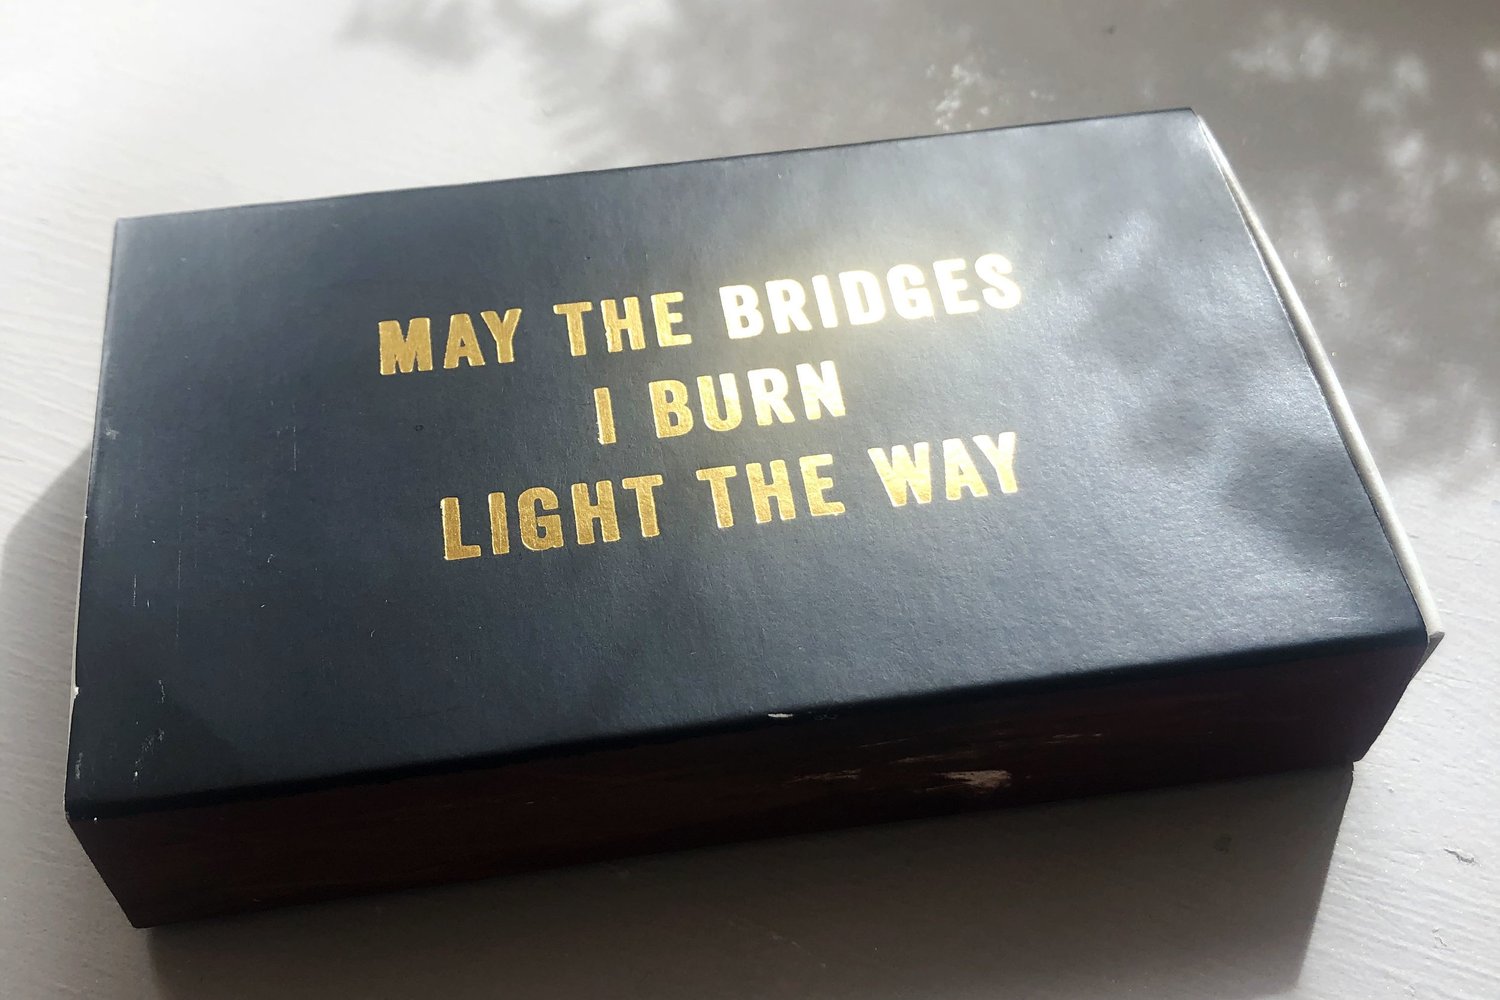 MAY THE BRIDGES
I BURN
LIGHT THE WAY